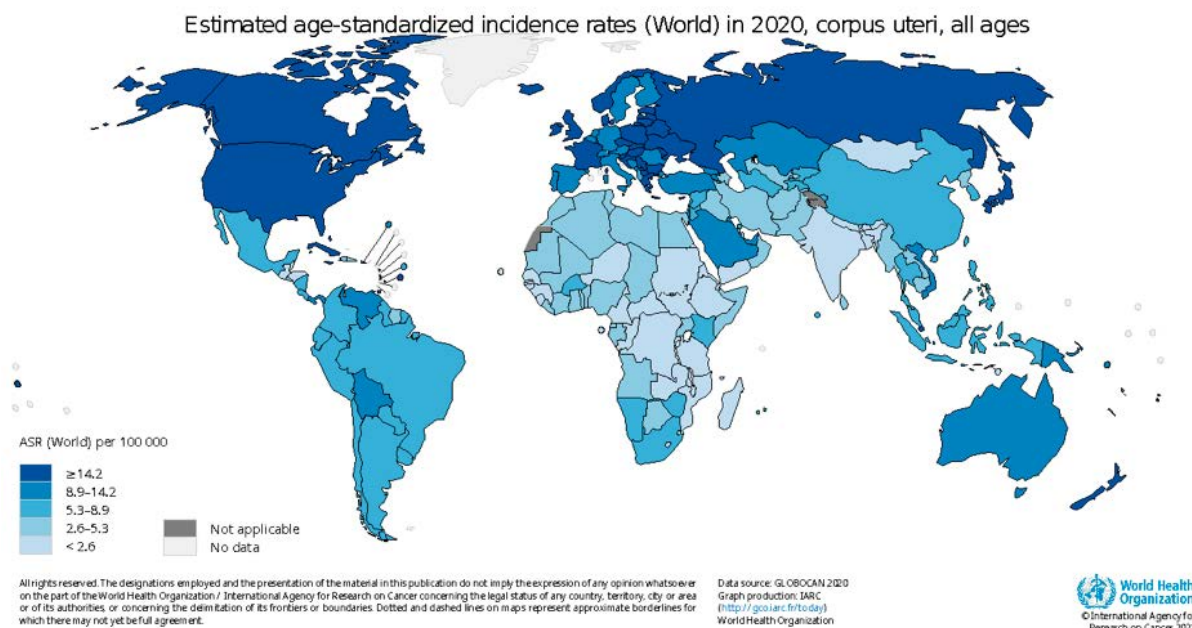 Estimated age-standardized incidence rates (World) in 2020, corpus uteri, all ages
ASR (World) per 100 000
≥14.2
8.9–14.2
5.3–8.9
2.6–5.3
< 2.6
Not applicable
No data
All rights reserved. The designations employed and the presentation of the material in this publication do not imply the expression of any opinion whatsoever
on the part of the World Health Organization / International Agency for Research on Cancer concerning the legal status of any country, territory, city or area
or of its authorities, or concerning the delimitation of its frontiers or boundaries. Dotted and dashed lines on maps represent approximate borderlines for
which there may not yet be full agreement.
Data source: GLOBOCAN 2020
Graph production: IARC
(http://gco.iarc.fr/today)
World Health Organization
World Health
Organization
© International Agency for
Research on Cancer